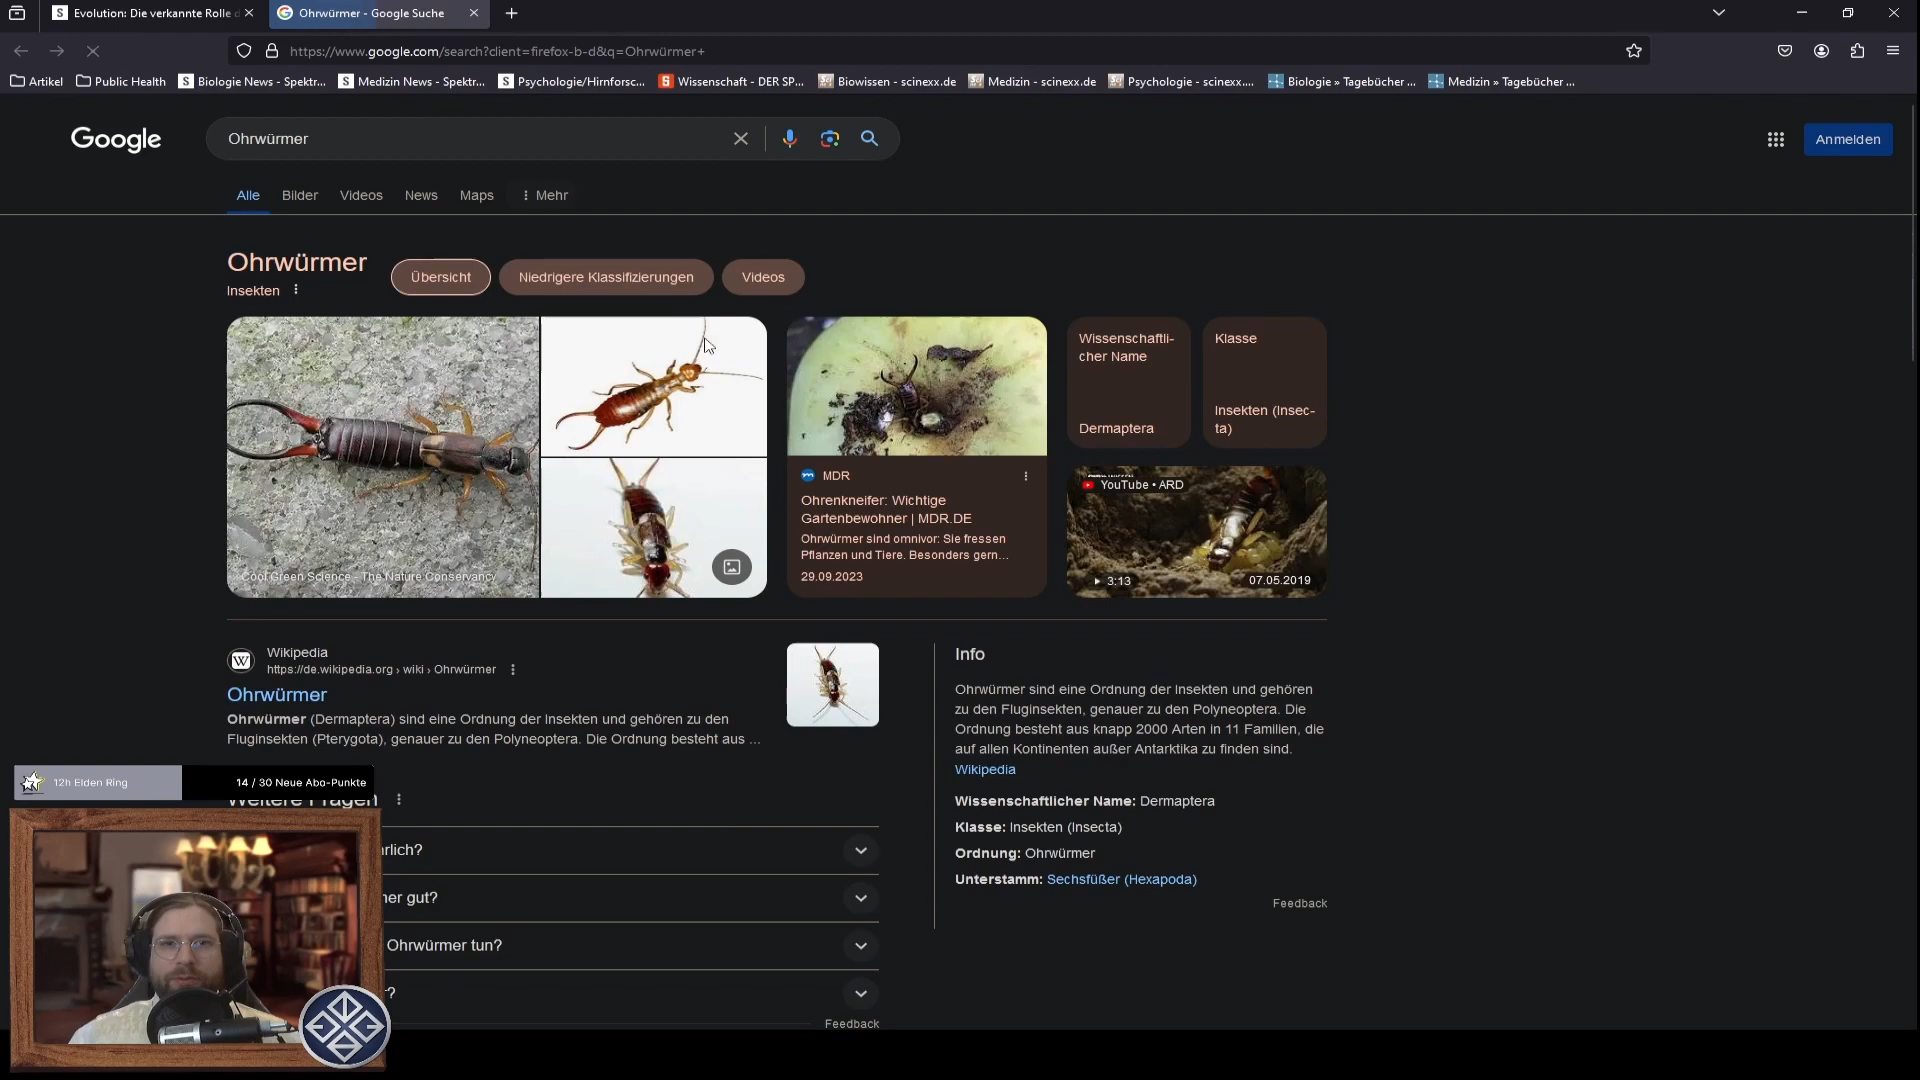 Evolution: Die verkannte Rolle
Ohrwürmer - Google Suche
https://www.google.com/search?client=firefox-b-d&q=Ohrwürmer+
Artikel
Public Health
Biologie News - Spektr...
Medizin News - Spektr...
Psychologie/Hirnforsc...
Wissenschaft - DER SP...
Biowissen - scinexx.de
Medizin - scinexx.de
Psychologie - scinexx....
Biologie » Tagebücher ...
Medizin » Tagebücher ...
Google
Ohrwürmer
Anmelden
Alle
Bilder
Videos
News
Maps
Mehr
Ohrwürmer
Insekten
Übersicht
Niedrigere Klassifizierungen
Videos
Cool Green Science - The Nature Conservancy
MDR
Ohrenkneifer: Wichtige
Gartenbewohner | MDR.DE
Ohrwürmer sind omnivor: Sie fressen
Pflanzen und Tiere. Besonders gern...
29.09.2023
Wissenschaftli-
cher Name
Dermaptera
Klasse
Insekten (Insec-
ta)
YouTube • ARD
3:13
07.05.2019
Wikipedia
https://de.wikipedia.org › wiki › Ohrwürmer
Ohrwürmer
Ohrwürmer (Dermaptera) sind eine Ordnung der Insekten und gehören zu den
Fluginsekten (Pterygota), genauer zu den Polyneoptera. Die Ordnung besteht aus ...
Info
Ohrwürmer sind eine Ordnung der Insekten und gehören
zu den Fluginsekten, genauer zu den Polyneoptera. Die
Ordnung besteht aus knapp 2000 Arten in 11 Familien, die
auf allen Kontinenten außer Antarktika zu finden sind.
Wikipedia
Wissenschaftlicher Name: Dermaptera
Klasse: Insekten (Insecta)
Ordnung: Ohrwürmer
Unterstamm: Sechsfüßer (Hexapoda)
Feedback
12h Elden Ring
14 / 30 Neue Abo-Punkte
Weitere Fragen
gut?
Ohrwürmer tun?
Feedback